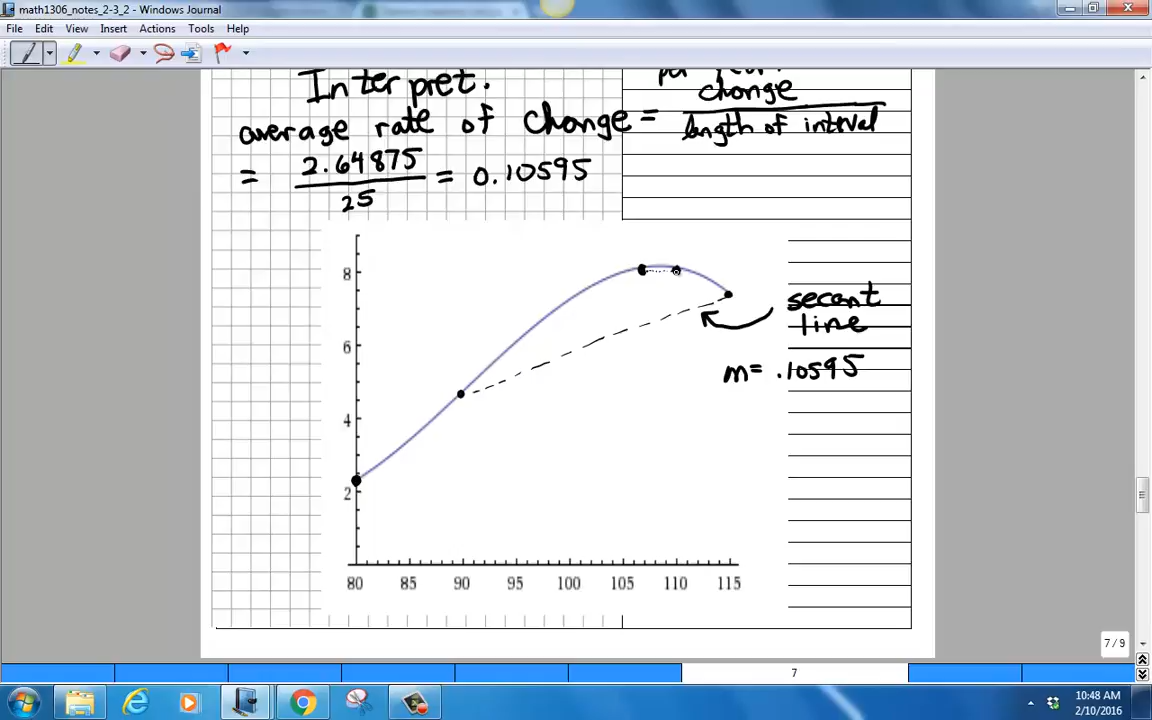 math1306_notes_2-3_2 - Windows Journal
File Edit View Insert Actions Tools Help
Interpret.
change
average rate of change = length of interval
= 2.64875 / 25 = 0.10595
8
6
4
2
80 85 90 95 100 105 110 115
secant
line
m= .10595
7 / 9
7
10:48 AM
2/10/2016